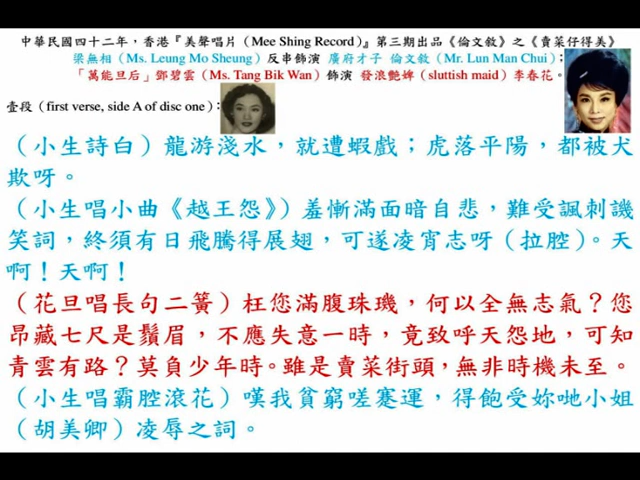 中華民國四十二年，香港『美聲唱片（Mee Shing Record）』第三期出品《倫文敘》之《賣菜仔得美》
梁無相（Ms. Leung Mo Sheung）反串飾演 廣府才子 倫文敘（Mr. Lun Man Chui）；
「萬能旦后」鄧碧雲（Ms. Tang Bik Wan）飾演 發浪艷婢（sluttish maid）李春花。
壹段（first verse, side A of disc one）：
（小生詩白）龍游淺水，就遭蝦戲；虎落平陽，都被犬
欺呀。
（小生唱小曲《越王怨》）羞慚滿面暗自悲，難受諷刺譏
笑詞，終須有日飛騰得展翅，可遂凌宵志呀（拉腔）。天
啊！天啊！
（花旦唱長句二簧）枉您滿腹珠璣，何以全無志氣？您
昂藏七尺是鬚眉，不應失意一時，竟致呼天怨地，可知
青雲有路？莫負少年時。雖是賣菜街頭，無非時機未至。
（小生唱霸腔滾花）嘆我貧窮嗟蹇運，得飽受妳哋小姐
（胡美卿）凌辱之詞。